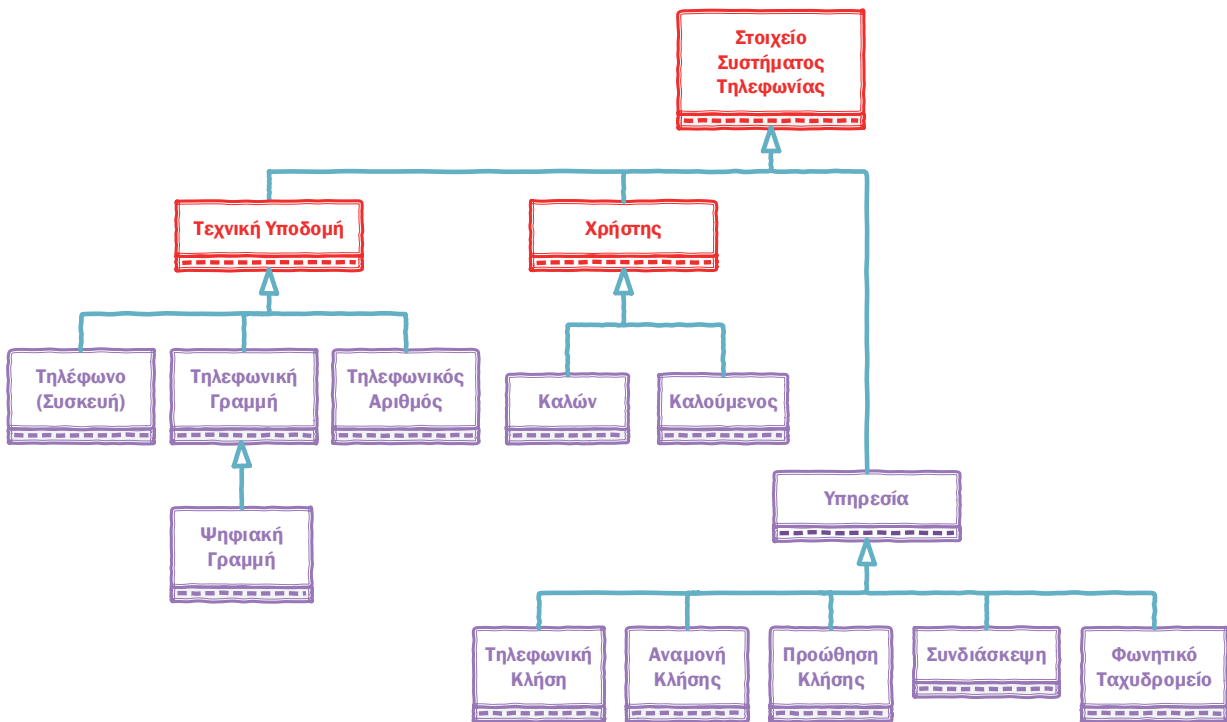 Στοιχείο
Συστήματος
Τηλεφωνίας
Τεχνική Υποδομή
Χρήστης
Τηλέφωνο
(Συσκευή)
Τηλεφωνική
Γραμμή
Τηλεφωνικός
Αριθμός
Καλών
Καλούμενος
Υπηρεσία
Ψηφιακή
Γραμμή
Τηλεφωνική
Κλήση
Αναμονή
Κλήσης
Προώθηση
Κλήσης
Συνδιάσκεψη
Φωνητικό
Ταχυδρομείο